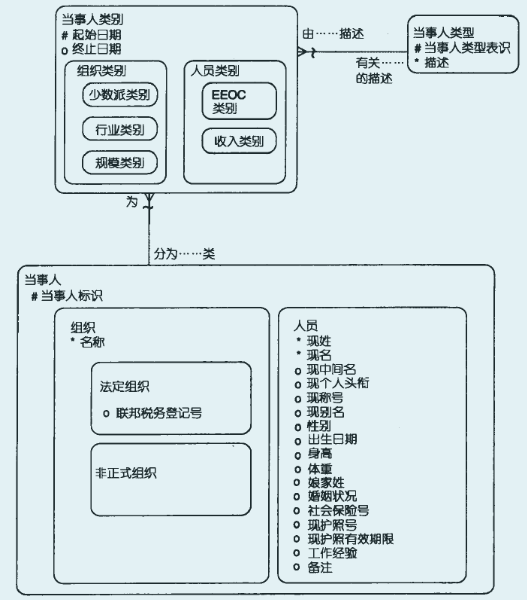 当事人类别
# 起始日期
o 终止日期
组织类别
少数派类别
行业类别
规模类别
人员类别
EEOC
类别
收入类别
由……描述
有关……
的描述
当事人类型
# 当事人类型表识
* 描述
为
分为……类
当事人
# 当事人标识
组织
* 名称
法定组织
o 联邦税务登记号
非正式组织
人员
* 现姓
* 现名
o 现中间名
o 现个人头衔
o 现称号
o 现别名
o 性别
o 出生日期
o 身高
o 体重
o 娘家姓
o 婚姻状况
o 社会保险号
o 现护照号
o 现护照有效期限
o 工作经验
o 备注